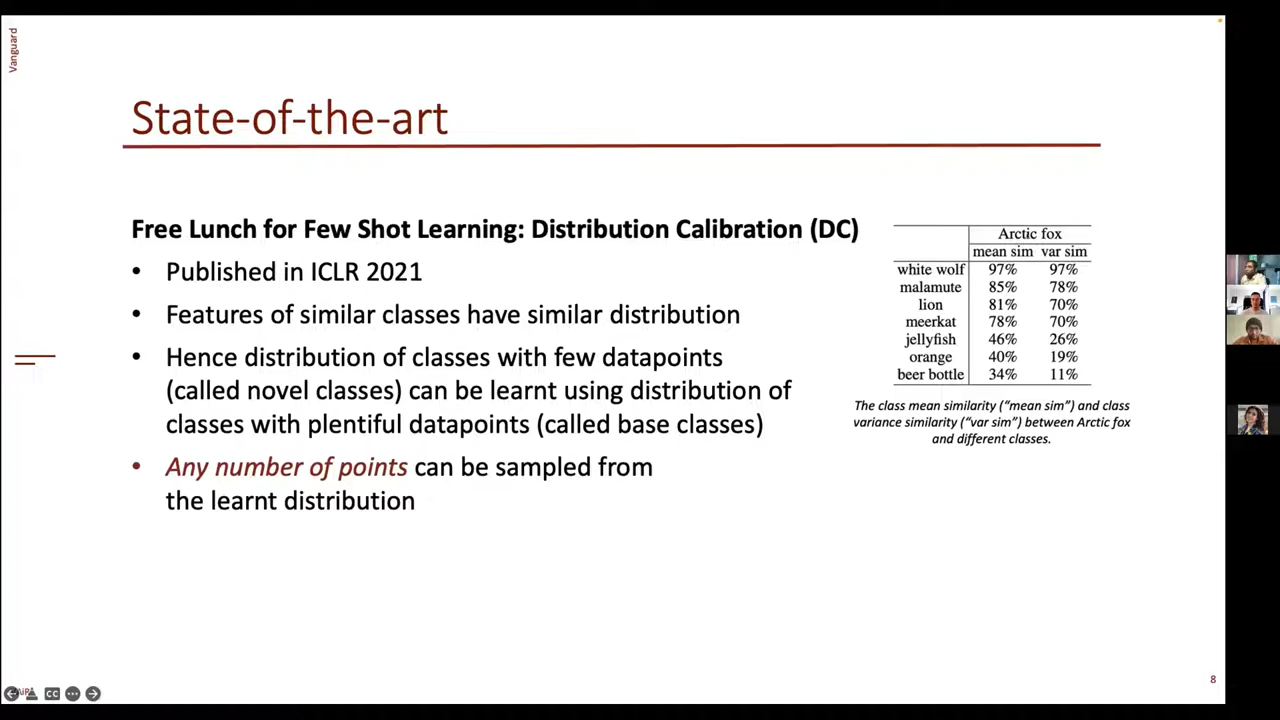 Vanguard
State-of-the-art
Free Lunch for Few Shot Learning: Distribution Calibration (DC)
• Published in ICLR 2021
• Features of similar classes have similar distribution
• Hence distribution of classes with few datapoints
(called novel classes) can be learnt using distribution of
classes with plentiful datapoints (called base classes)
• Any number of points can be sampled from
the learnt distribution
Arctic fox
mean sim var sim
white wolf 97% 97%
malamute 85% 78%
lion 81% 70%
meerkat 78% 70%
jellyfish 46% 26%
orange 40% 19%
beer bottle 34% 11%
The class mean similarity (“mean sim”) and class
variance similarity (“var sim”) between Arctic fox
and different classes.
8
CC